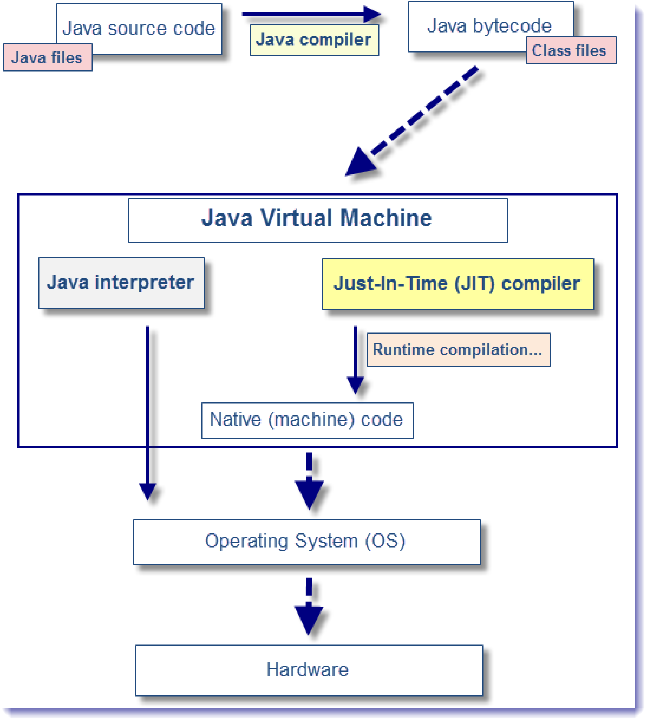 Java source code
Java files
Java compiler
Java bytecode
Class files
Java Virtual Machine
Java interpreter
Just-In-Time (JIT) compiler
Runtime compilation...
Native (machine) code
Operating System (OS)
Hardware